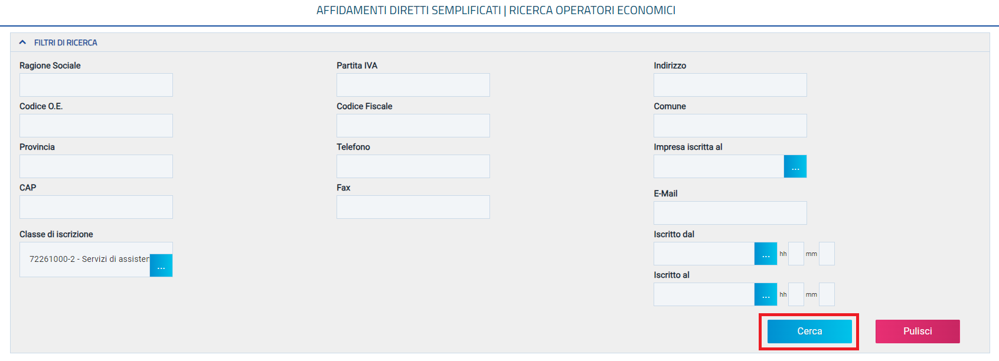 AFFIDAMENTI DIRETTI SEMPLIFICATI | RICERCA OPERATORI ECONOMICI
FILTRI DI RICERCA
Ragione Sociale
Partita IVA
Indirizzo
Codice O.E.
Codice Fiscale
Comune
Provincia
Telefono
Impresa iscritta al
...
CAP
Fax
E-Mail
Classe di iscrizione
72261000-2 - Servizi di assisten
...
Iscritto dal
... hh mm
Iscritto al
... hh mm
Cerca
Pulisci